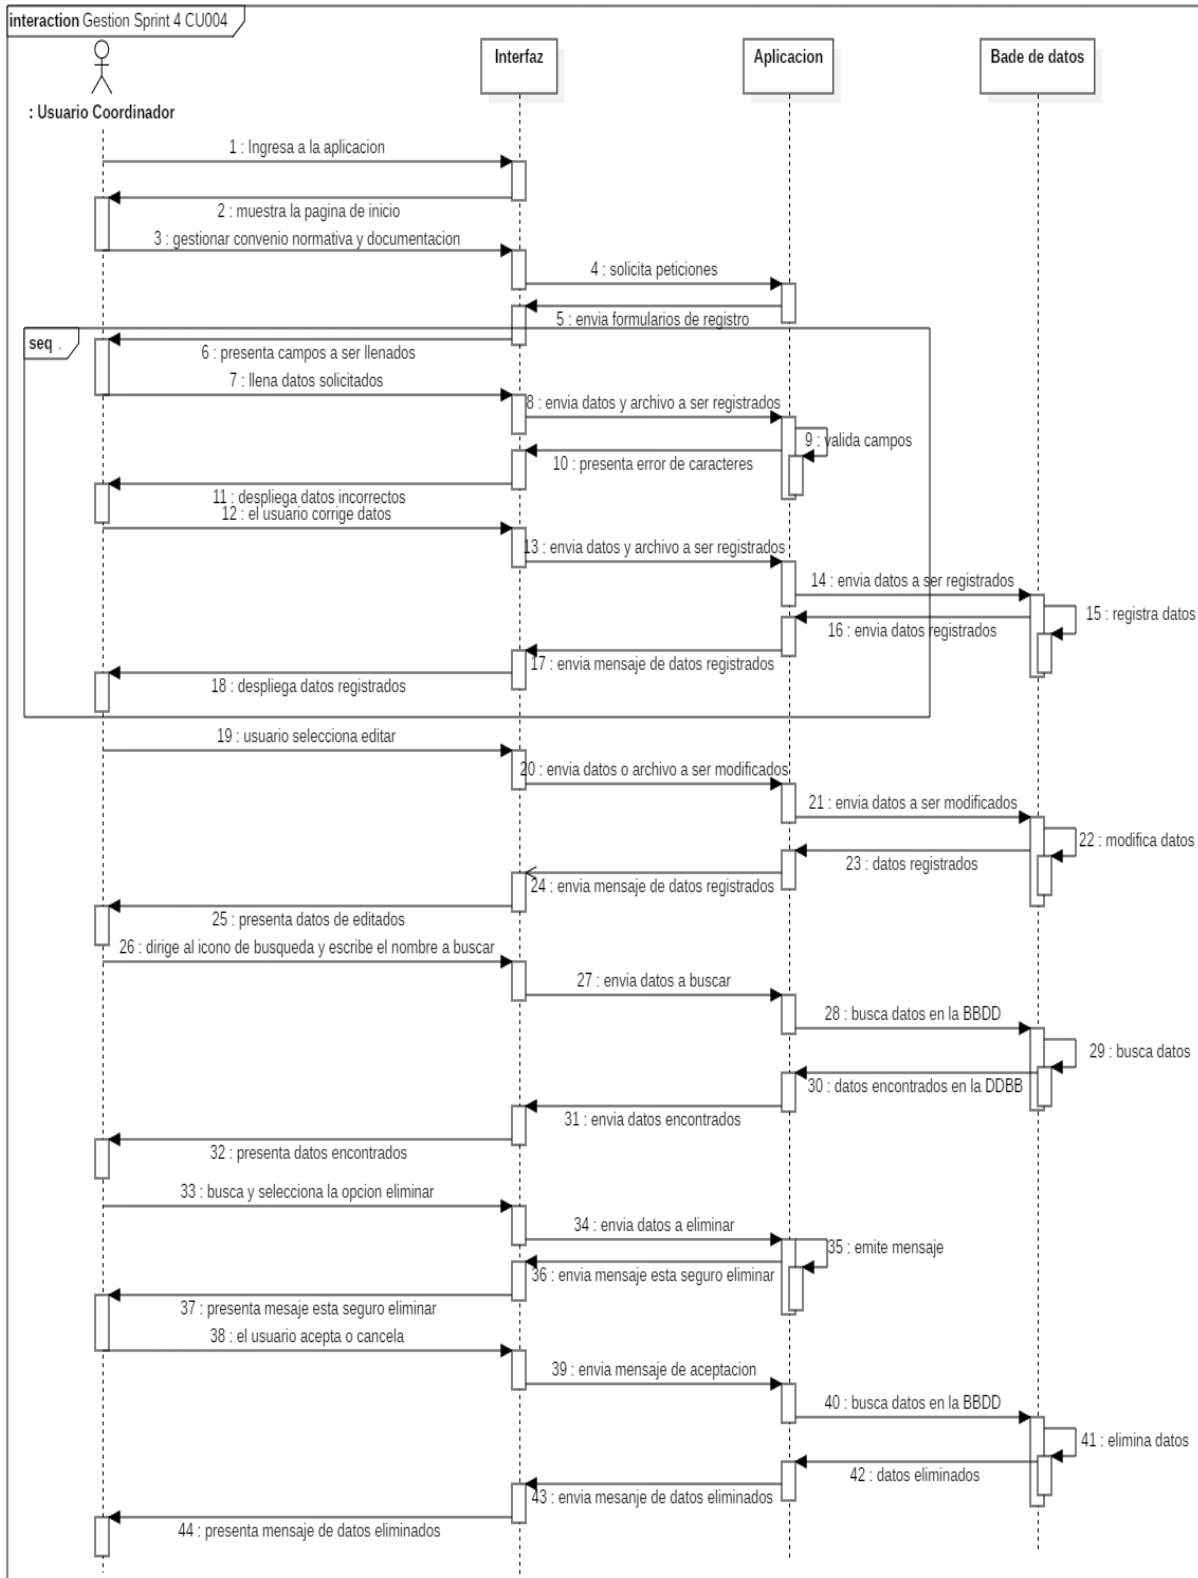 interaction Gestion Sprint 4 CU004
Interfaz
Aplicacion
Bade de datos
: Usuario Coordinador
1 : Ingresa a la aplicacion
2 : muestra la pagina de inicio
3 : gestionar convenio normativa y documentacion
4 : solicita peticiones
5 : envia formularios de registro
seq .
6 : presenta campos a ser llenados
7 : llena datos solicitados
8 : envia datos y archivo a ser registrados
9 : valida campos
10 : presenta error de caracteres
11 : despliega datos incorrectos
12 : el usuario corrige datos
13 : envia datos y archivo a ser registrados
14 : envia datos a ser registrados
15 : registra datos
16 : envia datos registrados
17 : envia mensaje de datos registrados
18 : despliega datos registrados
19 : usuario selecciona editar
20 : envia datos o archivo a ser modificados
21 : envia datos a ser modificados
22 : modifica datos
23 : datos registrados
24 : envia mensaje de datos registrados
25 : presenta datos de editados
26 : dirige al icono de busqueda y escribe el nombre a buscar
27 : envia datos a buscar
28 : busca datos en la BBDD
29 : busca datos
30 : datos encontrados en la DDBB
31 : envia datos encontrados
32 : presenta datos encontrados
33 : busca y selecciona la opcion eliminar
34 : envia datos a eliminar
35 : emite mensaje
36 : envia mensaje esta seguro eliminar
37 : presenta mesaje esta seguro eliminar
38 : el usuario acepta o cancela
39 : envia mensaje de aceptacion
40 : busca datos en la BBDD
41 : elimina datos
42 : datos eliminados
43 : envia mesanje de datos eliminados
44 : presenta mensaje de datos eliminados